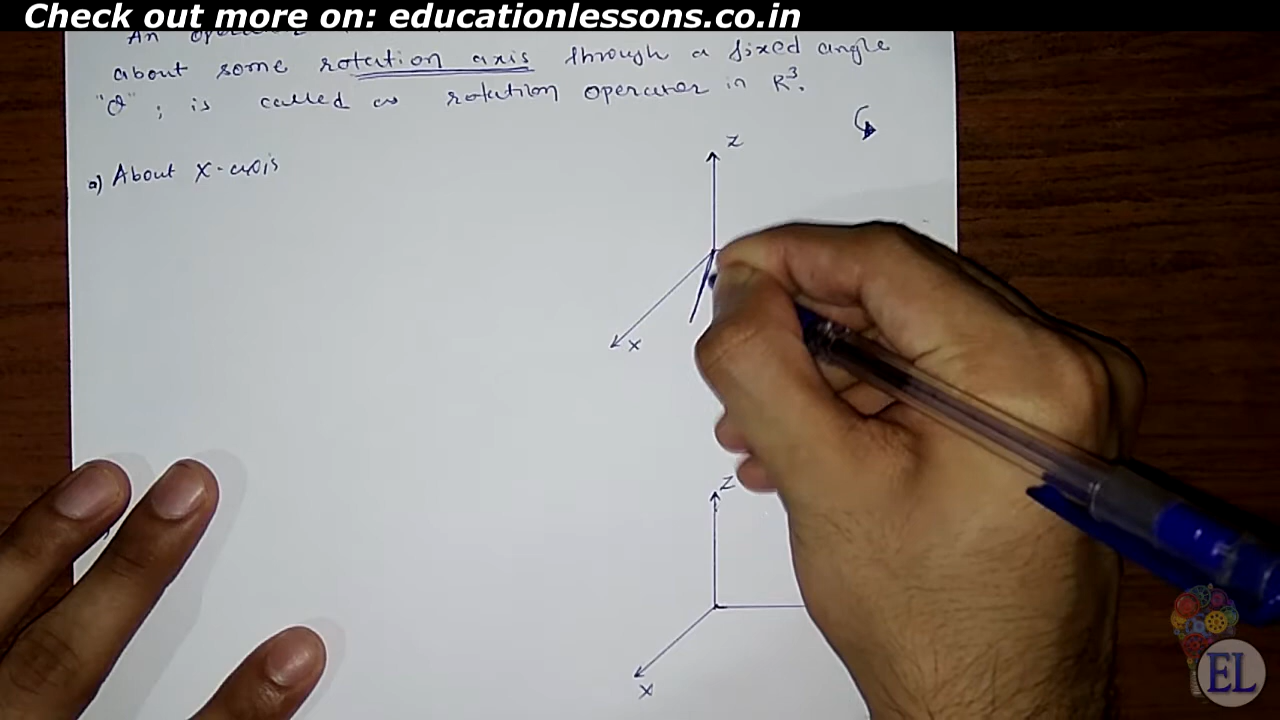 Check out more on: educationlessons.co.in
An
about some rotation axis through a fixed angle
"θ" ; is called as rotation operator in R³.
a) About X-axis
Z
X
Z
X
EL